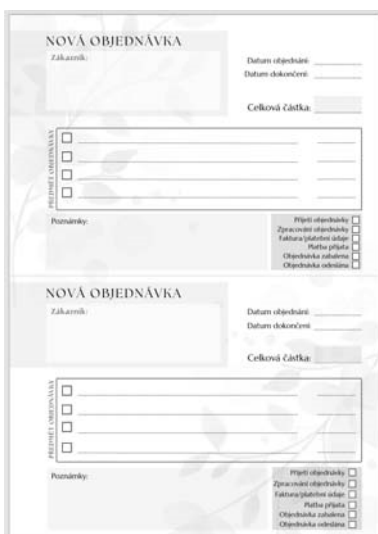 NOVÁ OBJEDNÁVKA
Zákazník:
Datum objednání:
Datum dokončení:
Celková částka:
PŘEDMĚT OBJEDNÁVKY
Poznámky:
Přijetí objednávky
Zpracování objednávky
Faktura/platební údaje
Platba přijata
Objednávka zabalena
Objednávka odeslána
NOVÁ OBJEDNÁVKA
Zákazník:
Datum objednání:
Datum dokončení:
Celková částka:
PŘEDMĚT OBJEDNÁVKY
Poznámky:
Přijetí objednávky
Zpracování objednávky
Faktura/platební údaje
Platba přijata
Objednávka zabalena
Objednávka odeslána